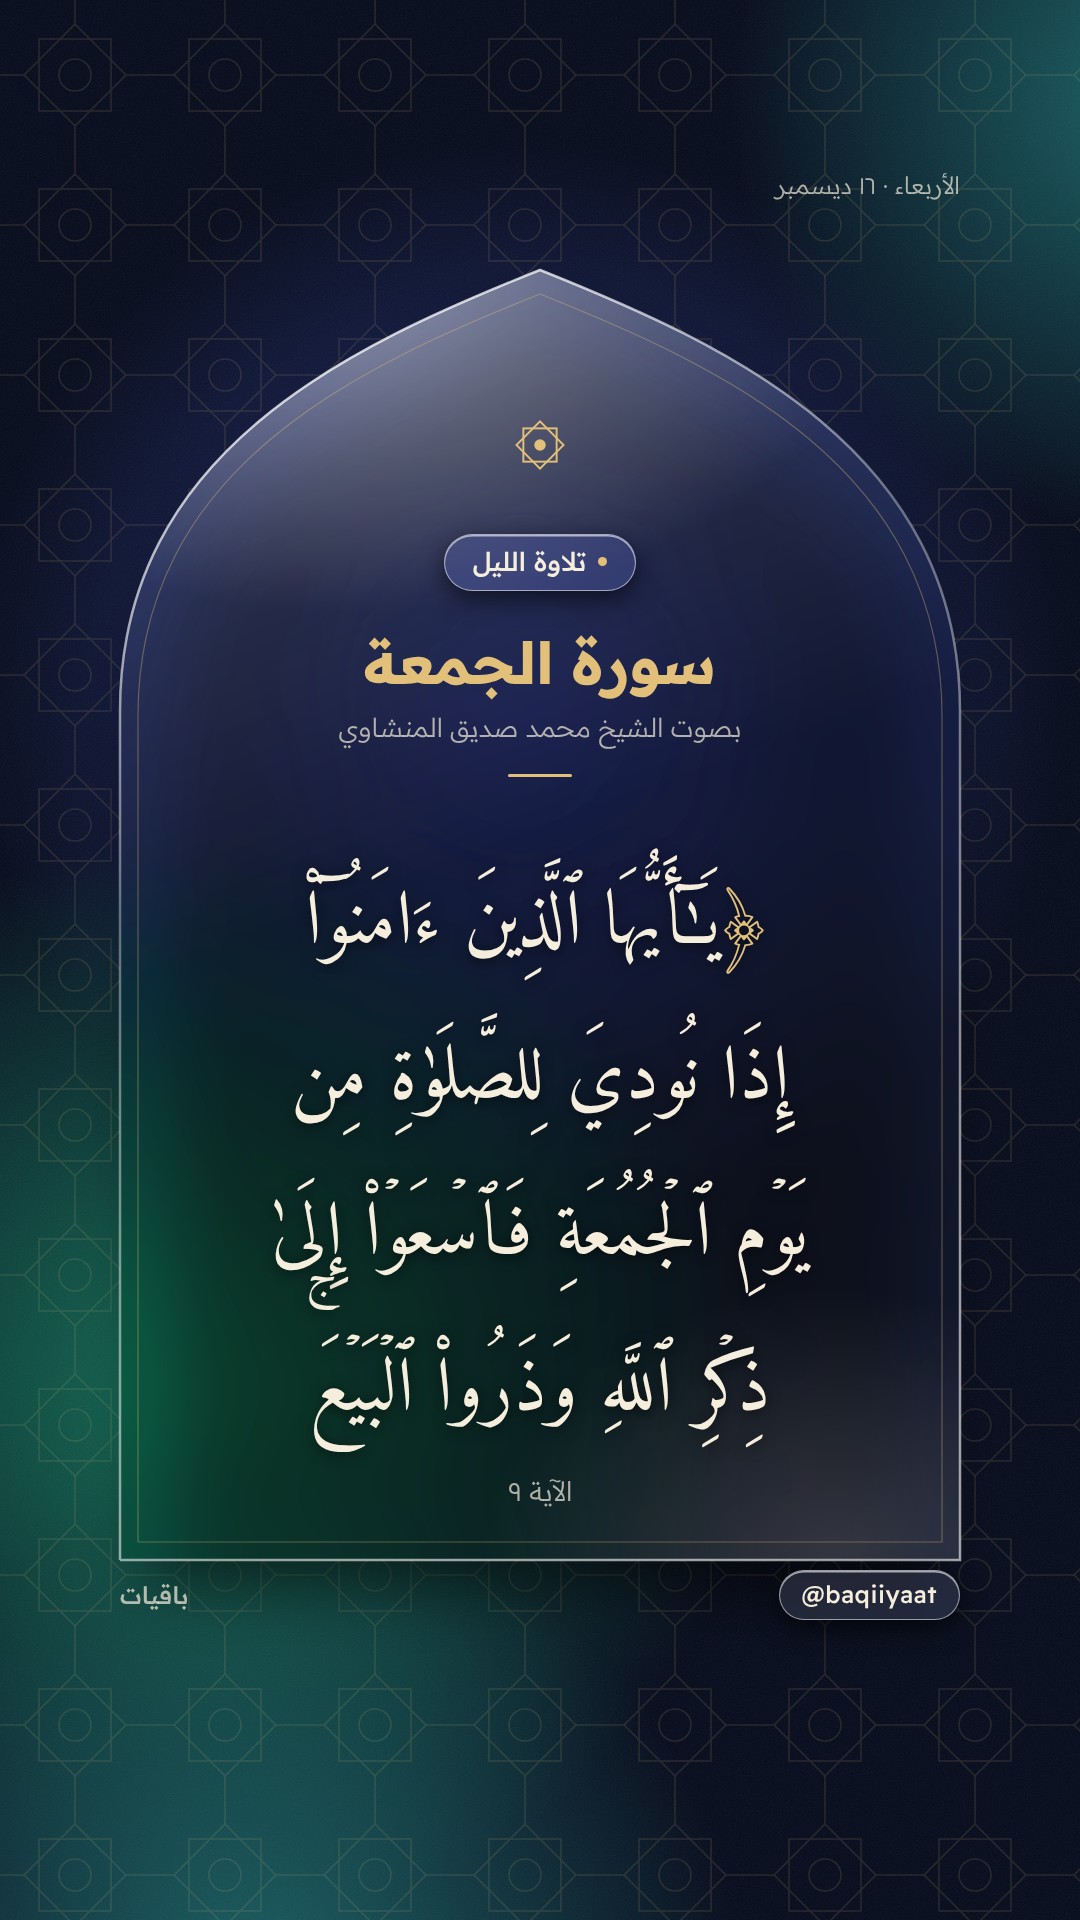 الأربعاء · ١٦ ديسمبر
تلاوة الليل
سورة الجمعة
بصوت الشيخ محمد صديق المنشاوي
﴿يَـٰٓأَيُّهَا ٱلَّذِينَ ءَامَنُوٓا۟
إِذَا نُودِيَ لِلصَّلَوٰةِ مِن
يَوۡمِ ٱلۡجُمُعَةِ فَٱسۡعَوۡا۟ إِلَىٰ
ذِكۡرِ ٱللَّهِ وَذَرُوا۟ ٱلۡبَيۡعَۚ
الآية ٩
@baqiiyaat
باقيات